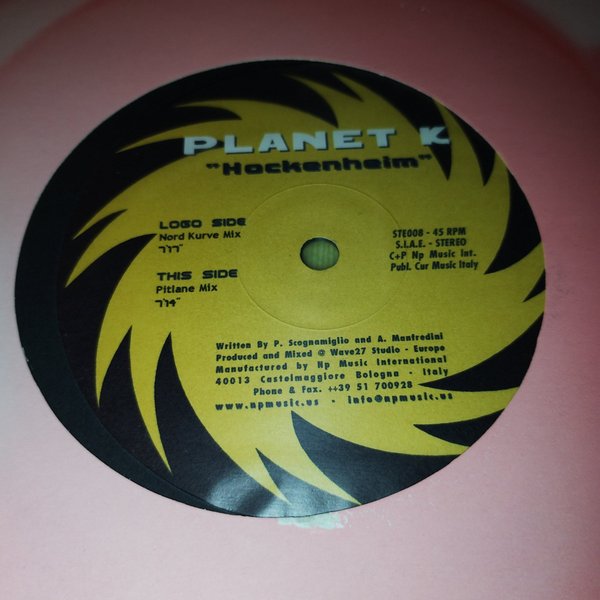 PLANET K
"Hockenheim"
LOGO SIDE
Nord Kurve Mix
7'17"
THIS SIDE
Pitlane Mix
7'14"
STE008 - 45 RPM
S.I.A.E. - STEREO
C+P Np Music Int.
Publ. Cur Music Italy
Written By P. Scognamiglio and A. Manfredini
Produced and Mixed @ Wave27 Studio - Europe
Manufactured by Np Music International
40013 Castelmaggiore Bologna - Italy
Phone & Fax. ++39 51 700928
www.npmusic.us - info@npmusic.us